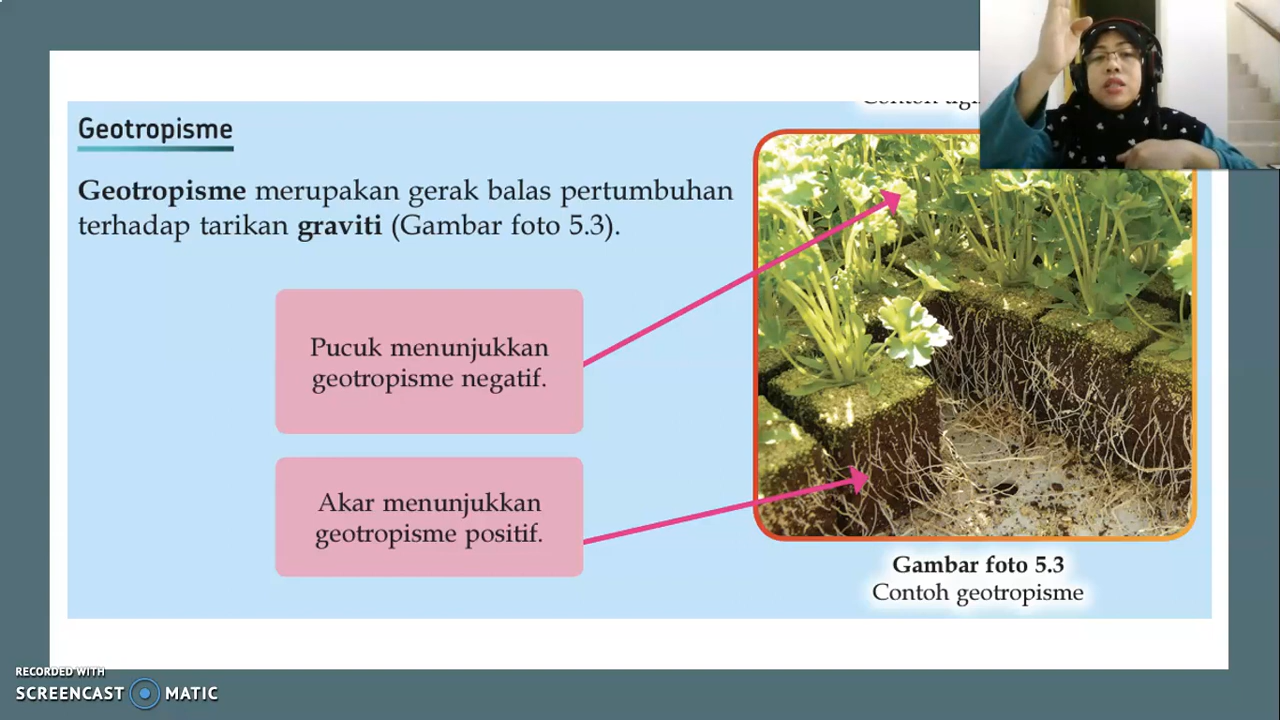 Geotropisme
Geotropisme merupakan gerak balas pertumbuhan
terhadap tarikan graviti (Gambar foto 5.3).
Pucuk menunjukkan
geotropisme negatif.
Akar menunjukkan
geotropisme positif.
Contoh
Gambar foto 5.3
Contoh geotropisme
RECORDED WITH
SCREENCAST MATIC